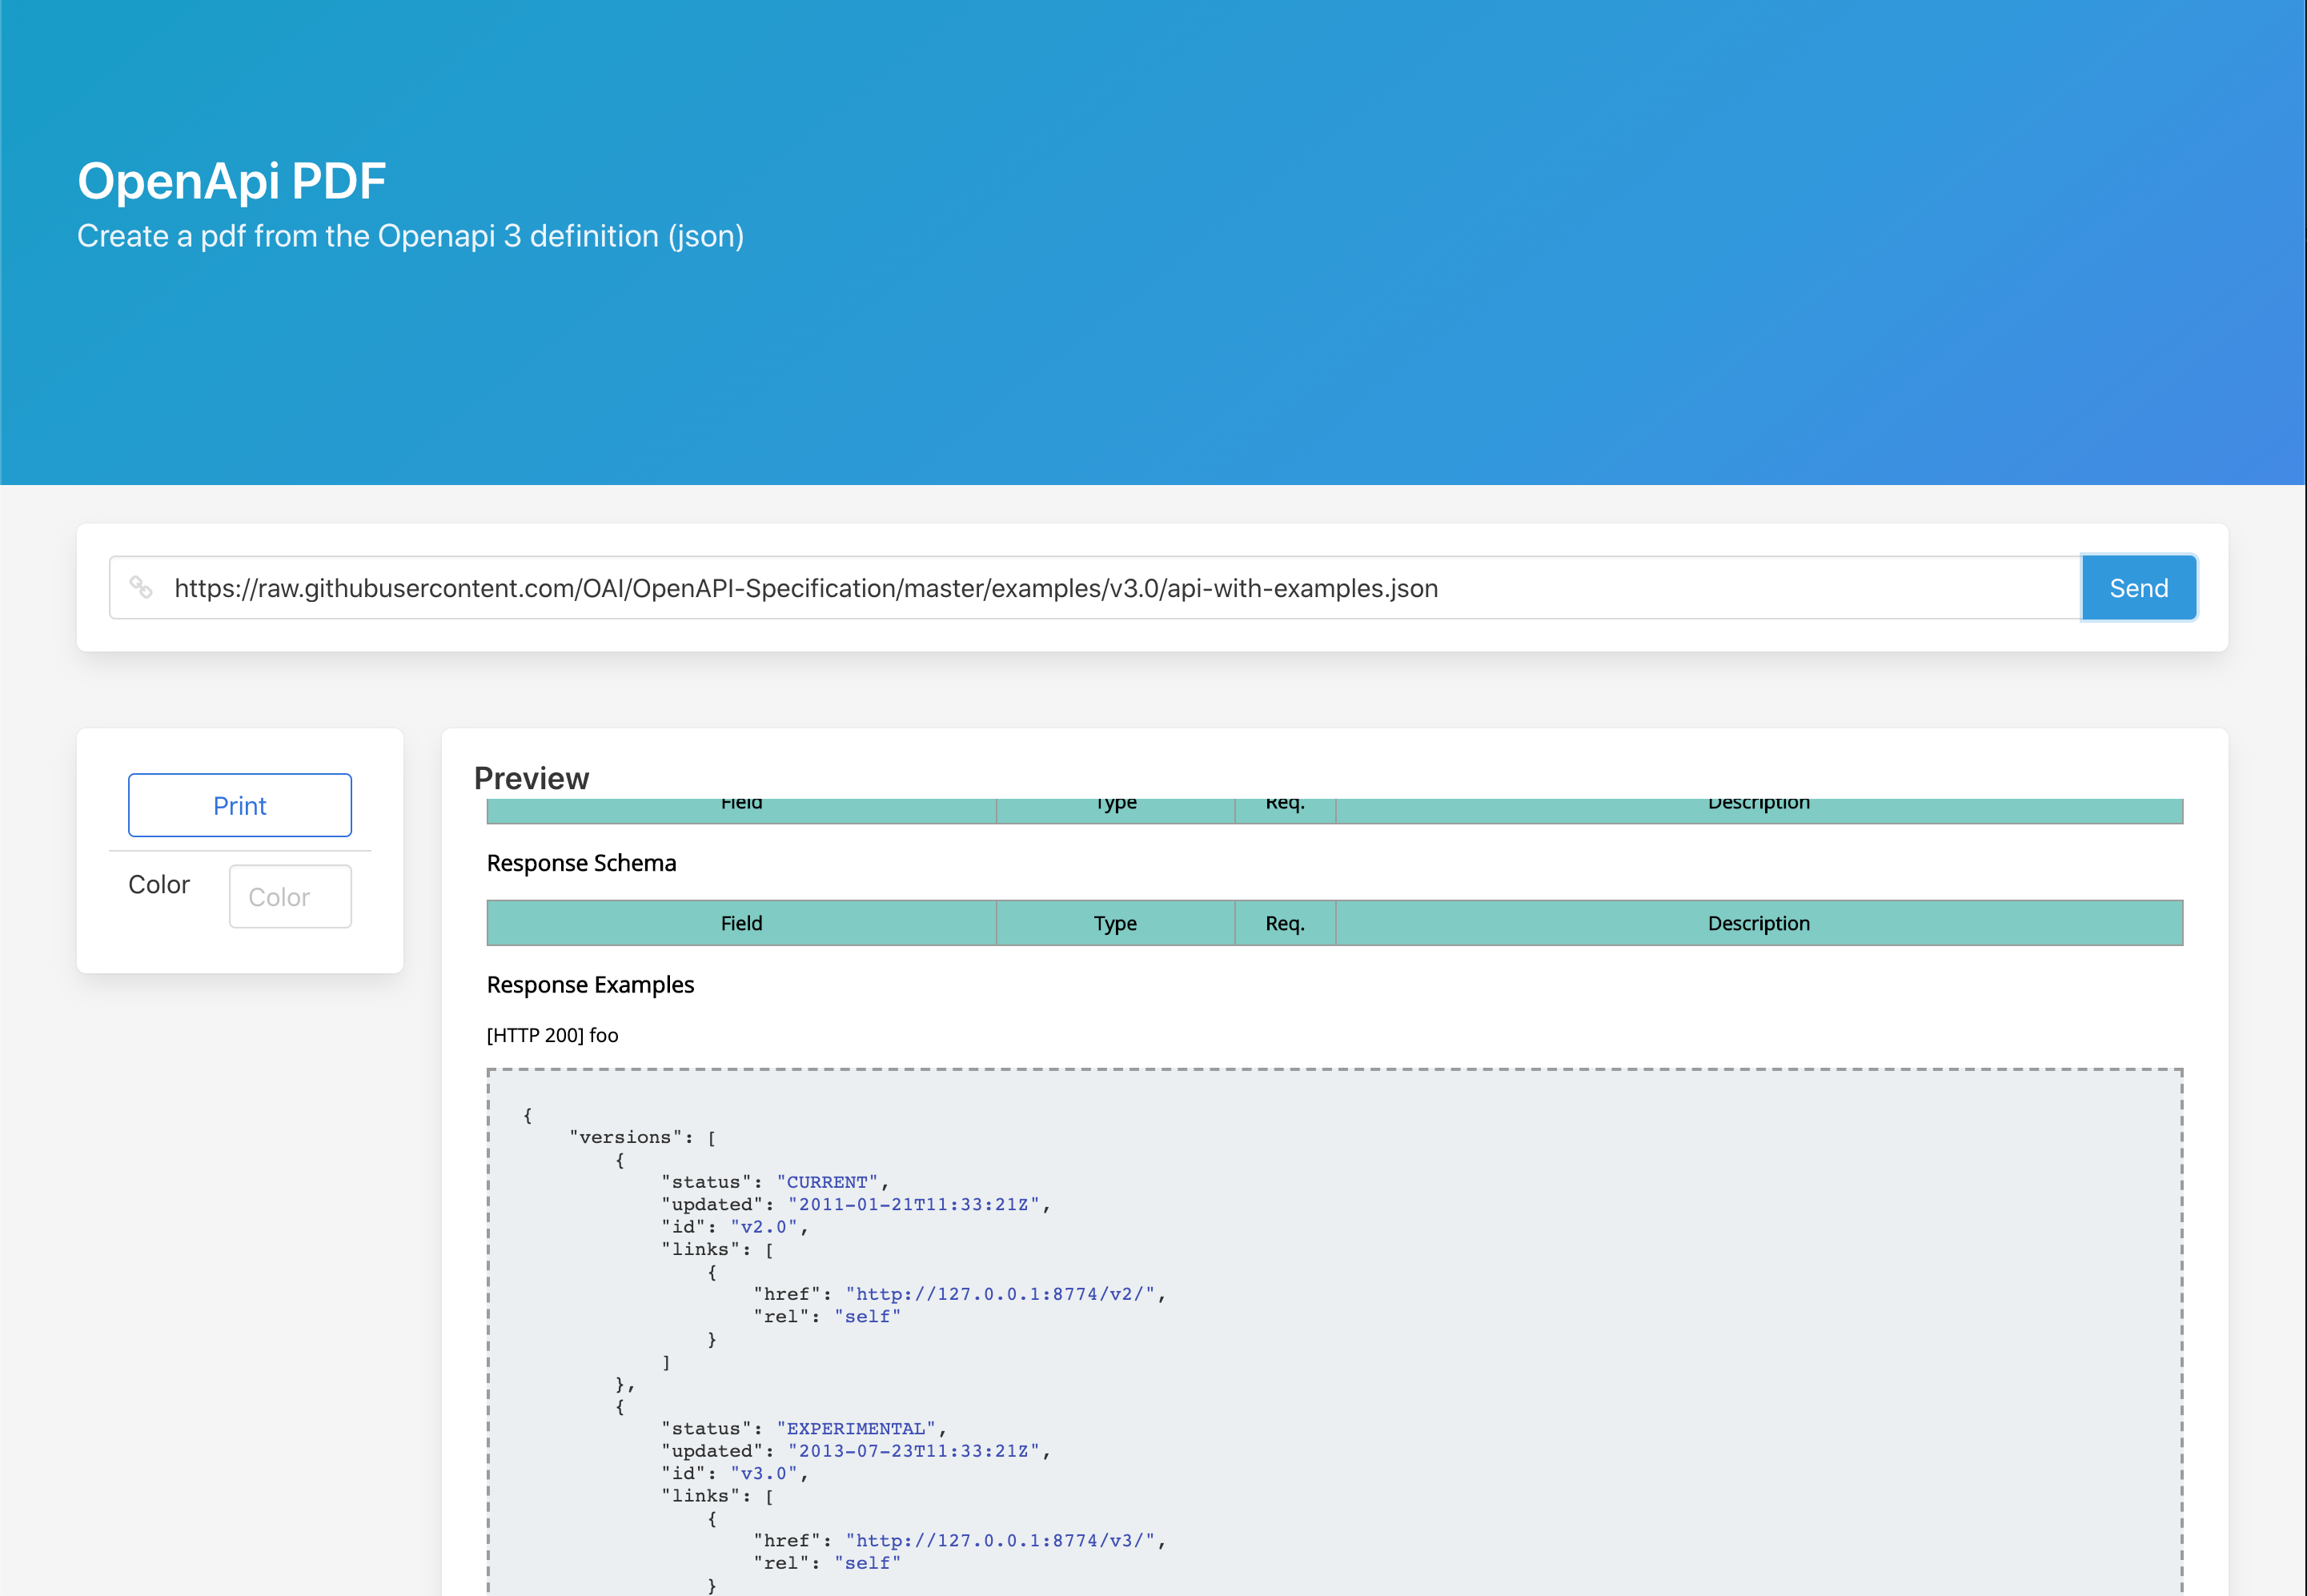 OpenApi PDF
Create a pdf from the Openapi 3 definition (json)
https://raw.githubusercontent.com/OAI/OpenAPI-Specification/master/examples/v3.0/api-with-examples.json
Send
Print
Color
Color
Preview
Field Type Req. Description
Response Schema
Field Type Req. Description
Response Examples
[HTTP 200] foo
{
"versions": [
{
"status": "CURRENT",
"updated": "2011-01-21T11:33:21Z",
"id": "v2.0",
"links": [
{
"href": "http://127.0.0.1:8774/v2/",
"rel": "self"
}
]
},
{
"status": "EXPERIMENTAL",
"updated": "2013-07-23T11:33:21Z",
"id": "v3.0",
"links": [
{
"href": "http://127.0.0.1:8774/v3/",
"rel": "self"
}